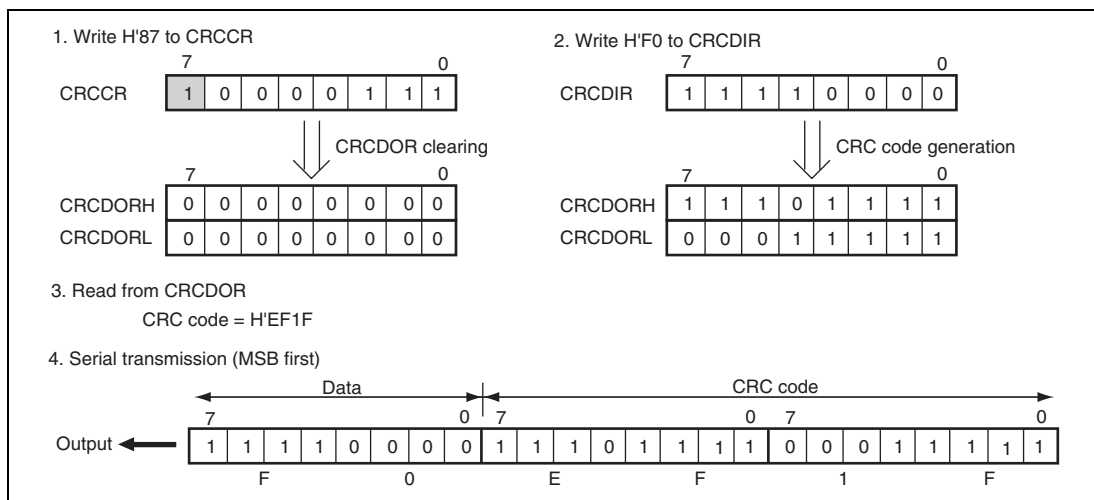 1. Write H'87 to CRCCR
7 0
CRCCR 1 0 0 0 0 1 1 1
CRCDOR clearing
7 0
CRCDORH 0 0 0 0 0 0 0 0
CRCDORL 0 0 0 0 0 0 0 0
2. Write H'F0 to CRCDIR
7 0
CRCDIR 1 1 1 1 0 0 0 0
CRC code generation
7 0
CRCDORH 1 1 1 0 1 1 1 1
CRCDORL 0 0 0 1 1 1 1 1
3. Read from CRCDOR
CRC code = H'EF1F
4. Serial transmission (MSB first)
Data CRC code
7 0 7 0 7 0
Output 1 1 1 1 0 0 0 0 1 1 1 0 1 1 1 1 0 0 0 1 1 1 1 1
F 0 E F 1 F